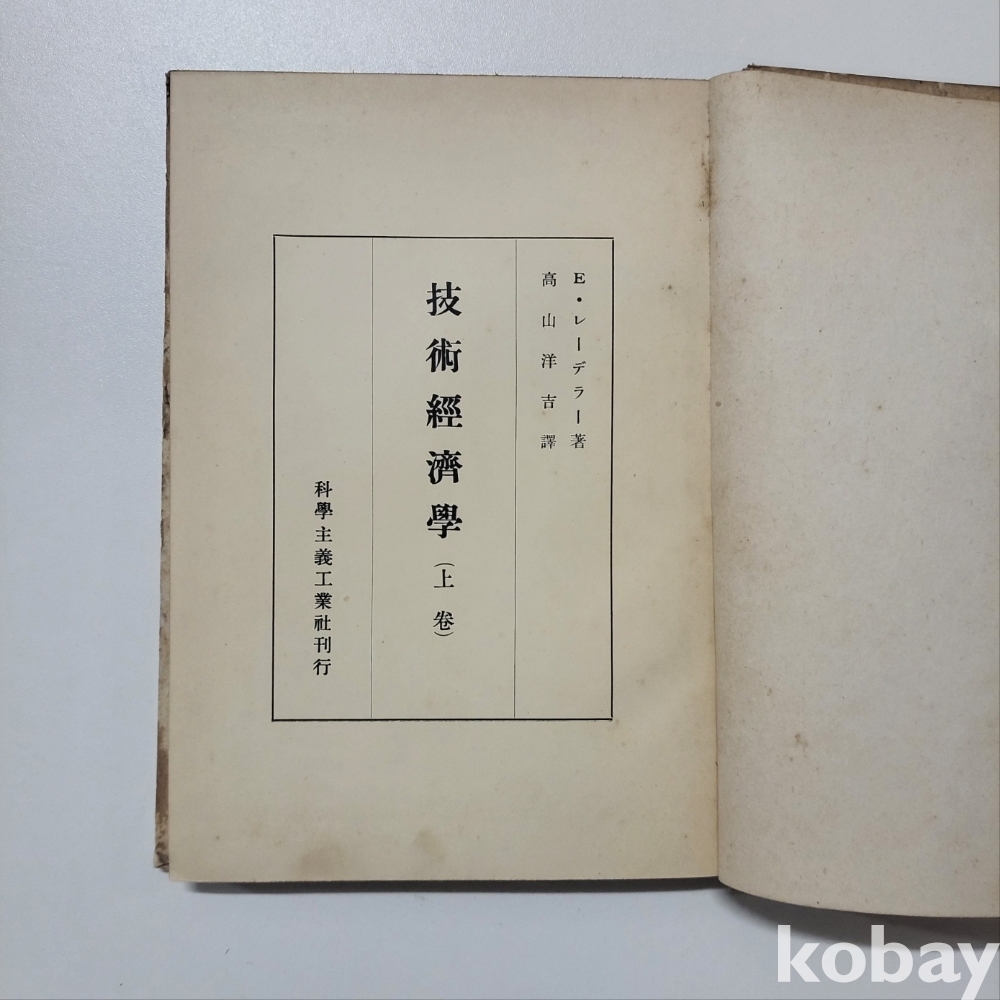 E・レーデラー著
高山洋吉譯
技術經濟學(上卷)
科學主義工業社刊行
kobay